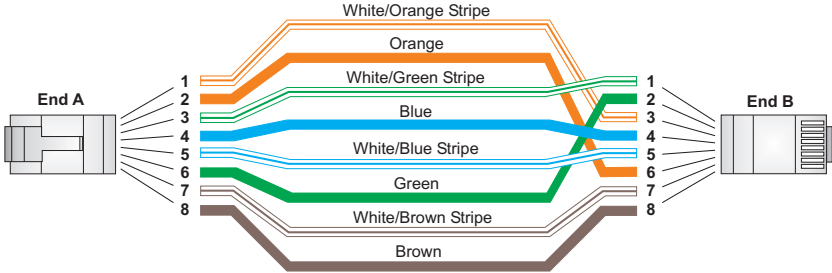 White/Orange Stripe
Orange
White/Green Stripe
Blue
White/Blue Stripe
Green
White/Brown Stripe
Brown
End A
1
2
3
4
5
6
7
8
End B
1
2
3
4
5
6
7
8